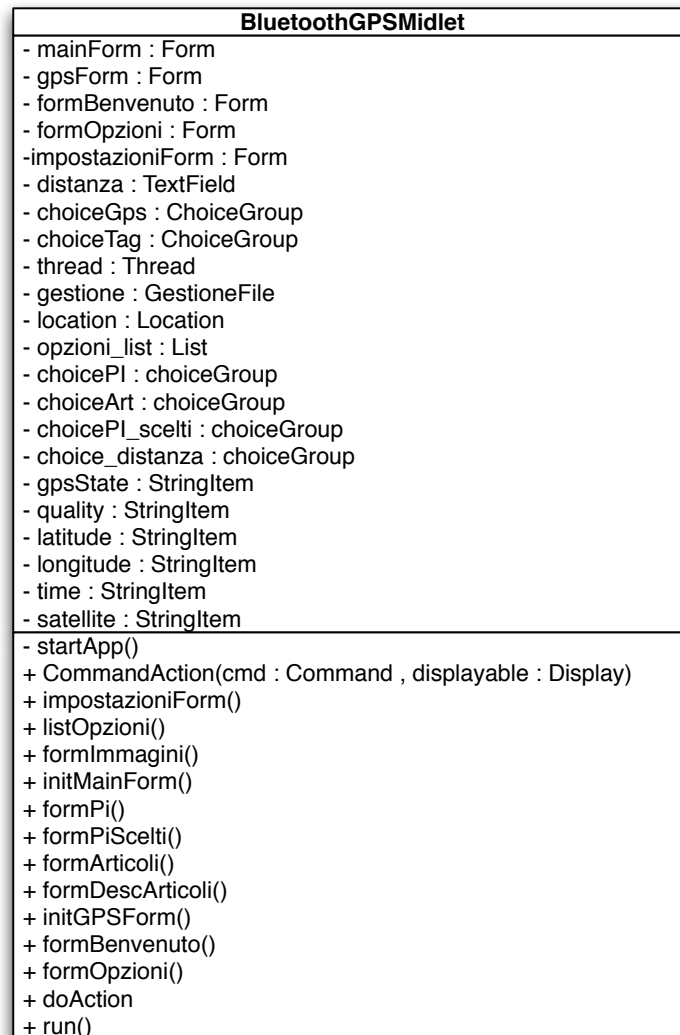 BluetoothGPSMidlet
- mainForm : Form
- gpsForm : Form
- formBenvenuto : Form
- formOpzioni : Form
-impostazioniForm : Form
- distanza : TextField
- choiceGps : ChoiceGroup
- choiceTag : ChoiceGroup
- thread : Thread
- gestione : GestioneFile
- location : Location
- opzioni_list : List
- choicePI : choiceGroup
- choiceArt : choiceGroup
- choicePI_scelti : choiceGroup
- choice_distanza : choiceGroup
- gpsState : StringItem
- quality : StringItem
- latitude : StringItem
- longitude : StringItem
- time : StringItem
- satellite : StringItem
- startApp()
+ CommandAction(cmd : Command , displayable : Display)
+ impostazioniForm()
+ listOpzioni()
+ formImmagini()
+ initMainForm()
+ formPi()
+ formPiScelti()
+ formArticoli()
+ formDescArticoli()
+ initGPSForm()
+ formBenvenuto()
+ formOpzioni()
+ doAction
+ run()